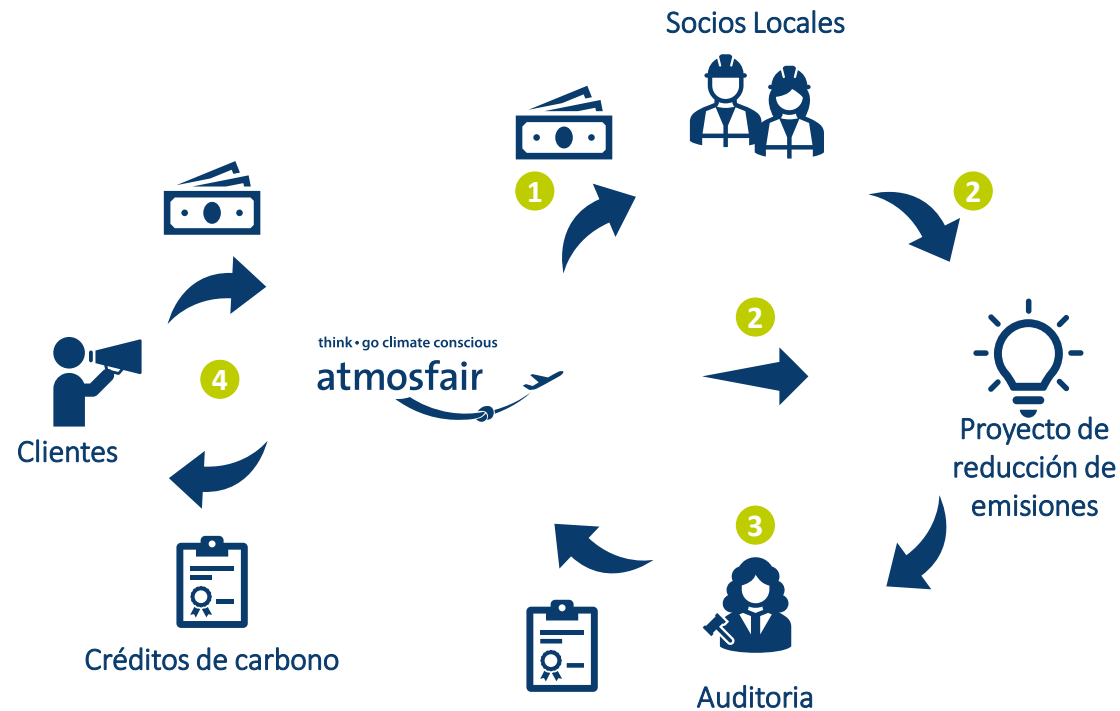 Socios Locales
1
2
2
think • go climate conscious
atmosfair
4
Clientes
Proyecto de
reducción de
emisiones
3
Créditos de carbono
Auditoria